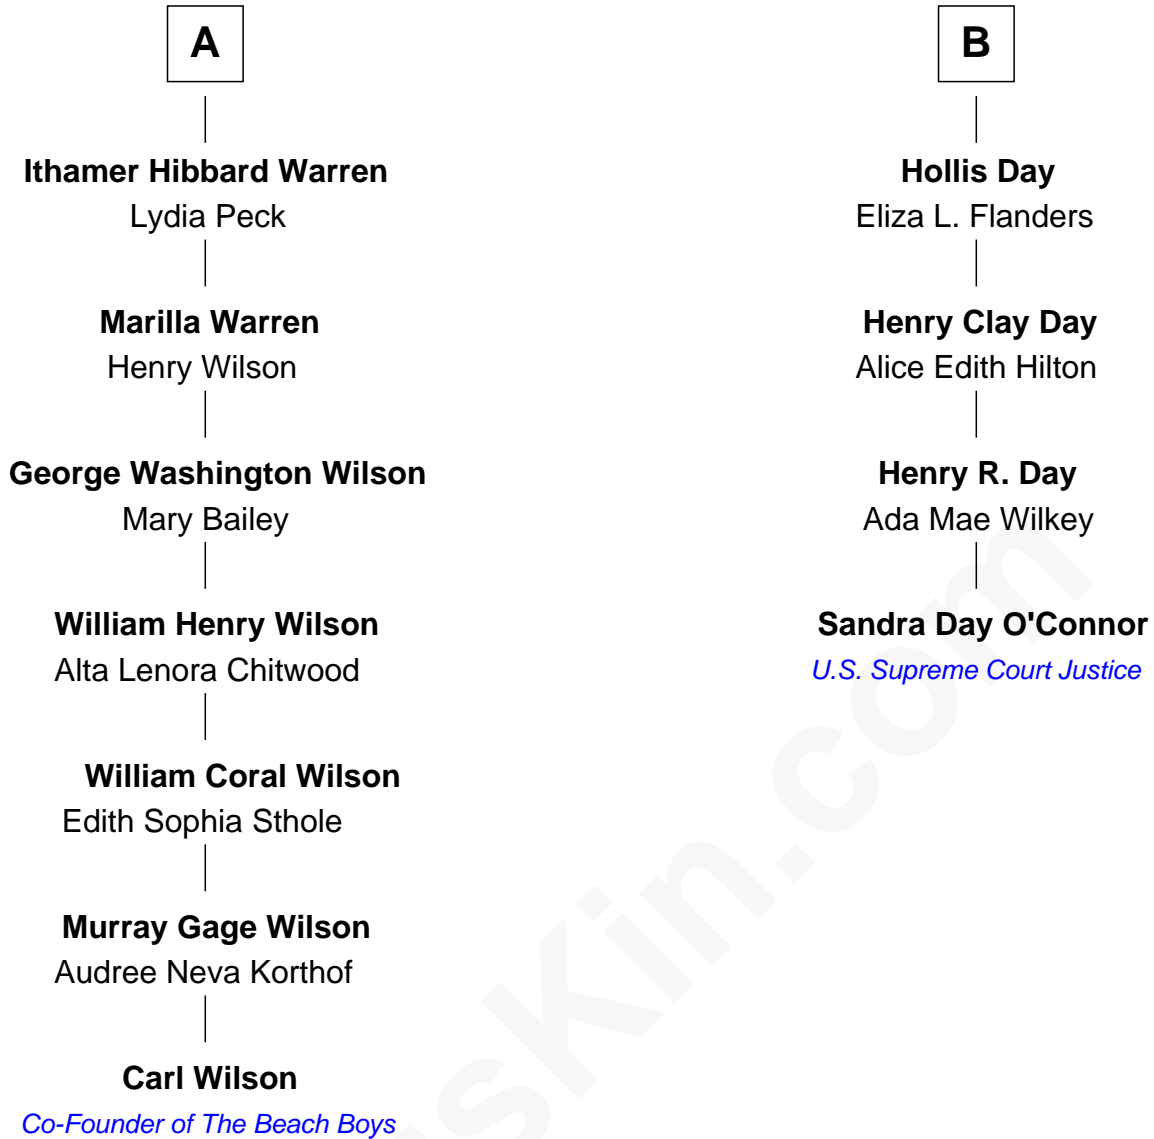 A
Ithamer Hibbard Warren
Lydia Peck
Marilla Warren
Henry Wilson
George Washington Wilson
Mary Bailey
William Henry Wilson
Alta Lenora Chitwood
William Coral Wilson
Edith Sophia Sthole
Murray Gage Wilson
Audree Neva Korthof
Carl Wilson
Co-Founder of The Beach Boys
B
Hollis Day
Eliza L. Flanders
Henry Clay Day
Alice Edith Hilton
Henry R. Day
Ada Mae Wilkey
Sandra Day O'Connor
U.S. Supreme Court Justice